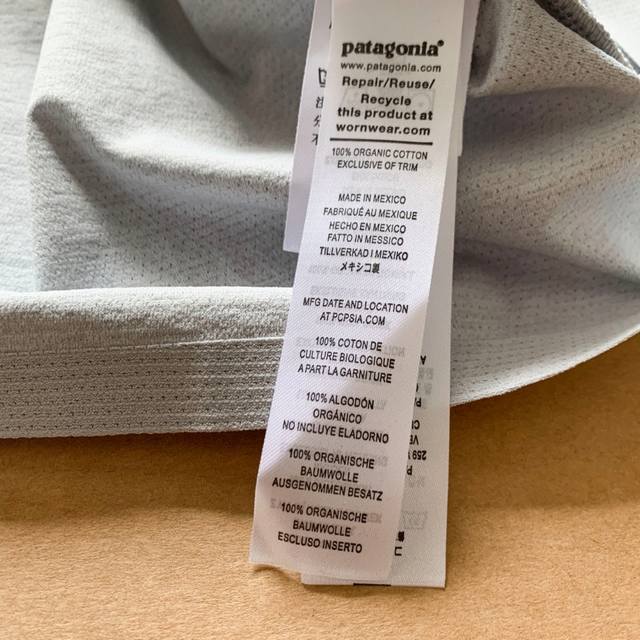 patagonia®
www.patagonia.com
Repair/Reuse/
Recycle
this product at
wornwear.com
100% ORGANIC COTTON
EXCLUSIVE OF TRIM
MADE IN MEXICO
FABRIQUÉ AU MEXIQUE
HECHO EN MÉXICO
FATTO IN MESSICO
TILLVERKAD I MEXIKO
メキシコ製
MFG DATE AND LOCATION
AT PCPSIA.COM
100% COTON DE
CULTURE BIOLOGIQUE
A PART LA GARNITURE
100% ALGODÓN
ORGÁNICO
NO INCLUYE ELADORNO
100% ORGANISCHE
BAUMWOLLE
AUSGENOMMEN BESATZ
100% ORGANISCHE
BAUMWOLLE
ESCLUSO INSERTO